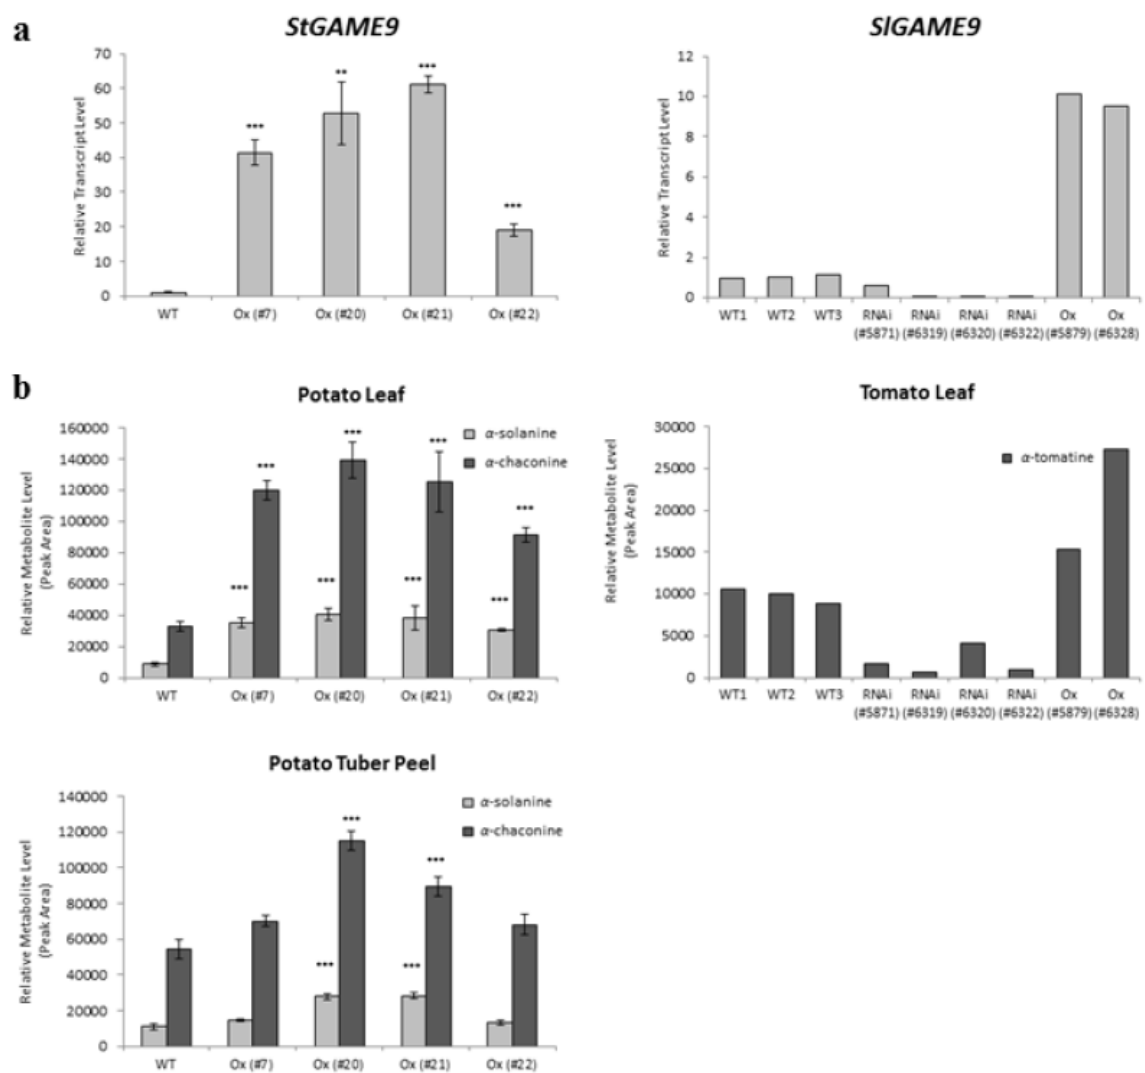 a
StGAME9
Relative Transcript Level
70
60
50
40
30
20
10
0
***
**
***
***
WT
Ox (#7)
Ox (#20)
Ox (#21)
Ox (#22)
SlGAME9
Relative Transcript Level
12
10
8
6
4
2
0
WT1
WT2
WT3
RNAi
(#5871)
RNAi
(#6319)
RNAi
(#6320)
RNAi
(#6322)
Ox
(#5879)
Ox
(#6328)
b
Potato Leaf
Relative Metabolite Level
(Peak Area)
160000
140000
120000
100000
80000
60000
40000
20000
0
α-solanine
α-chaconine
***
***
***
***
***
***
***
***
WT
Ox (#7)
Ox (#20)
Ox (#21)
Ox (#22)
Tomato Leaf
Relative Metabolite Level
(Peak Area)
30000
25000
20000
15000
10000
5000
0
α-tomatine
WT1
WT2
WT3
RNAi
(#5871)
RNAi
(#6319)
RNAi
(#6320)
RNAi
(#6322)
Ox
(#5879)
Ox
(#6328)
Potato Tuber Peel
Relative Metabolite Level
(Peak Area)
140000
120000
100000
80000
60000
40000
20000
0
α-solanine
α-chaconine
***
***
***
***
WT
Ox (#7)
Ox (#20)
Ox (#21)
Ox (#22)